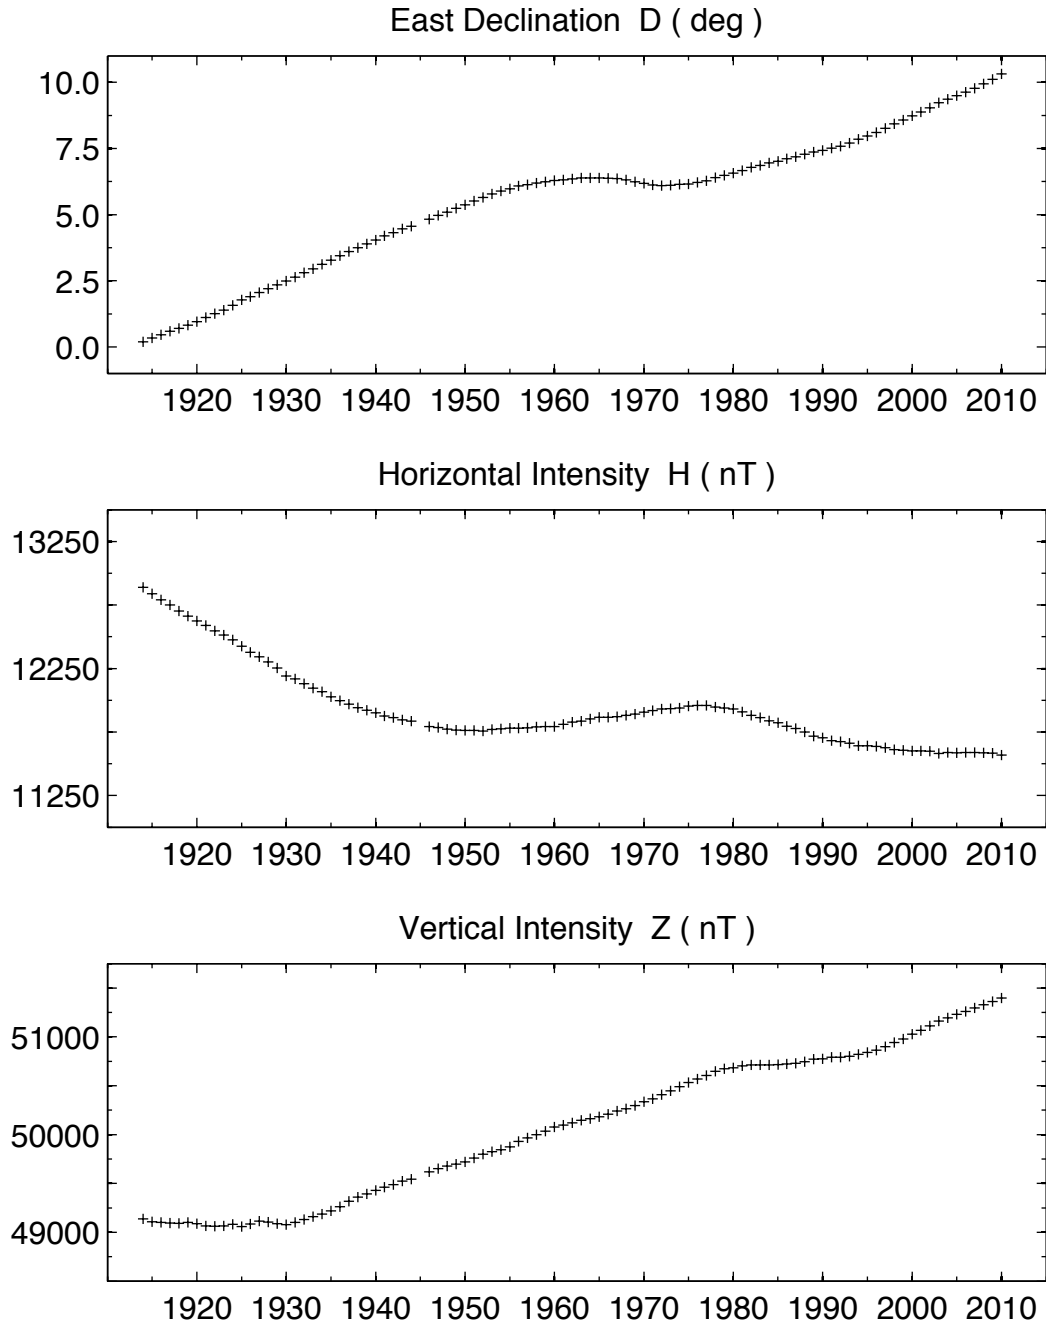 East Declination D ( deg )
10.0
7.5
5.0
2.5
0.0
1920 1930 1940 1950 1960 1970 1980 1990 2000 2010
Horizontal Intensity H ( nT )
13250
12250
11250
1920 1930 1940 1950 1960 1970 1980 1990 2000 2010
Vertical Intensity Z ( nT )
51000
50000
49000
1920 1930 1940 1950 1960 1970 1980 1990 2000 2010